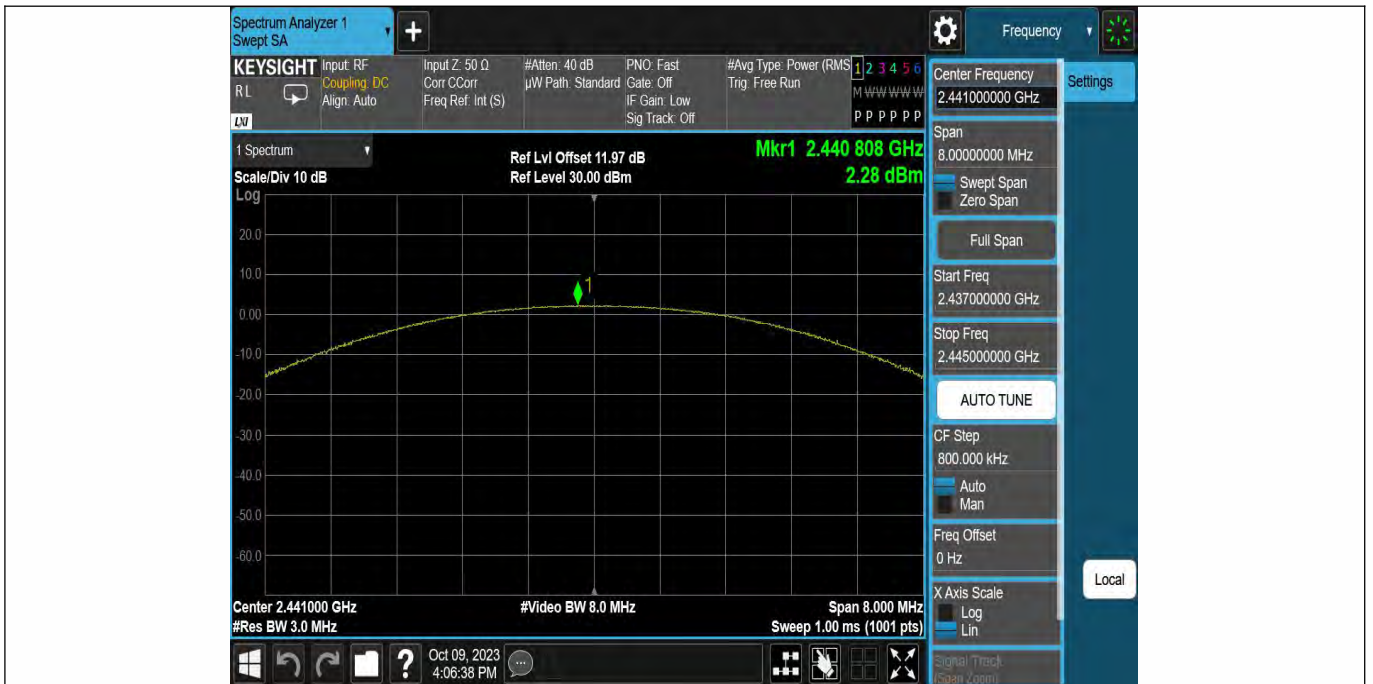 Spectrum Analyzer 1
Swept SA
+
Frequency
KEYSIGHT
RL
LXI
Input: RF
Coupling: DC
Align: Auto
Input Z: 50 Ω
Corr CCorr
Freq Ref: Int (S)
#Atten: 40 dB
µW Path: Standard
PNO: Fast
Gate: Off
IF Gain: Low
Sig Track: Off
#Avg Type: Power (RMS
Trig: Free Run
1 2 3 4 5 6
M W W W W W
P P P P P P
Center Frequency
2.441000000 GHz
Settings
1 Spectrum
Scale/Div 10 dB
Ref Lvl Offset 11.97 dB
Ref Level 30.00 dBm
Mkr1 2.440 808 GHz
2.28 dBm
Log
20.0
10.0
0.00
-10.0
-20.0
-30.0
-40.0
-50.0
-60.0
1
Span
8.00000000 MHz
Swept Span
Zero Span
Full Span
Start Freq
2.437000000 GHz
Stop Freq
2.445000000 GHz
AUTO TUNE
CF Step
800.000 kHz
Auto
Man
Freq Offset
0 Hz
X Axis Scale
Log
Lin
Signal Track
(Span Zoom)
Local
Center 2.441000 GHz
#Res BW 3.0 MHz
#Video BW 8.0 MHz
Span 8.000 MHz
Sweep 1.00 ms (1001 pts)
?
Oct 09, 2023
4:06:38 PM